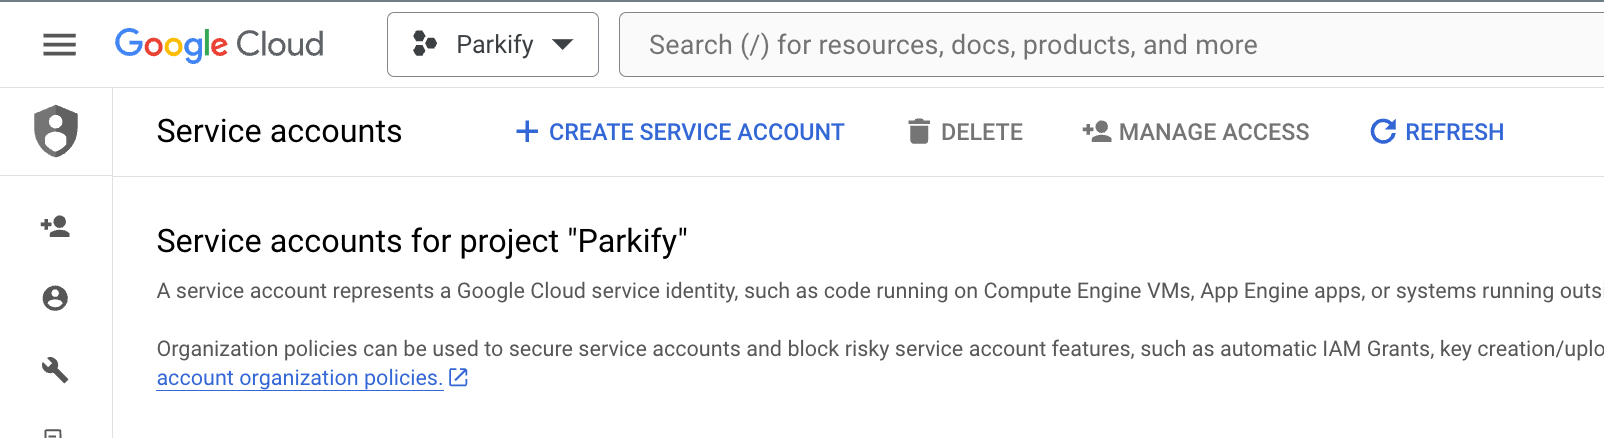 Google Cloud
Parkify
Search (/) for resources, docs, products, and more
Service accounts
CREATE SERVICE ACCOUNT
DELETE
MANAGE ACCESS
REFRESH
Service accounts for project "Parkify"
A service account represents a Google Cloud service identity, such as code running on Compute Engine VMs, App Engine apps, or systems running outs
Organization policies can be used to secure service accounts and block risky service account features, such as automatic IAM Grants, key creation/uplo
account organization policies.